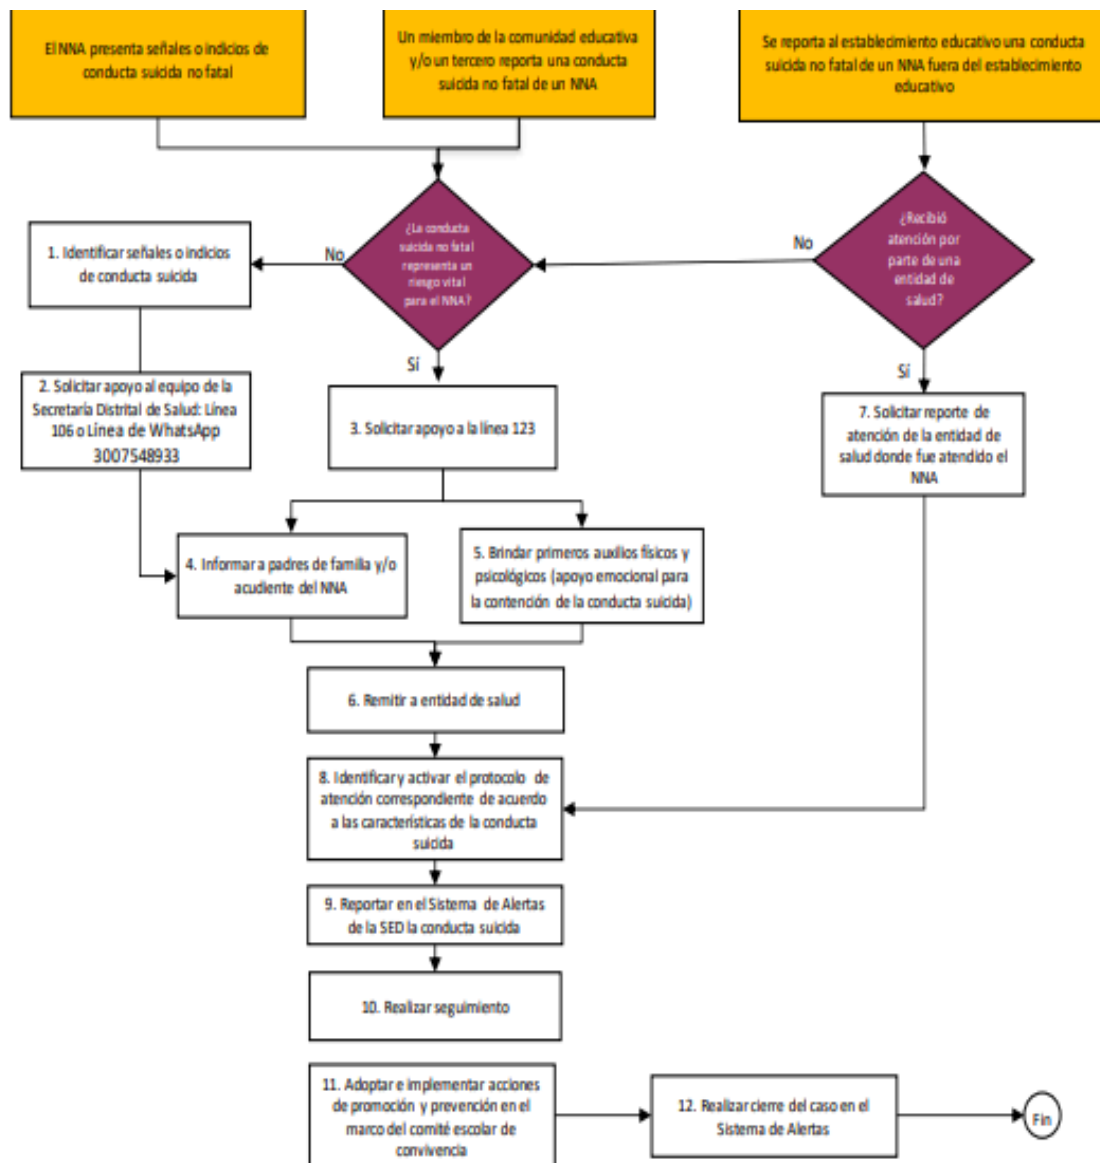 El NNA presenta señales o indicios de
conducta suicida no fatal
Un miembro de la comunidad educativa
y/o un tercero reporta una conducta
suicida no fatal de un NNA
Se reporta al establecimiento educativo una conducta
suicida no fatal de un NNA fuera del establecimiento
educativo
¿La conducta
suicida no fatal
representa un
riesgo vital
para el NNA?
¿Recibió
atención por
parte de una
entidad de
salud?
No
No
Sí
Sí
1. Identificar señales o indicios
de conducta suicida
2. Solicitar apoyo al equipo de la
Secretaría Distrital de Salud: Línea
106 o Línea de WhatsApp
3007548933
3. Solicitar apoyo a la línea 123
7. Solicitar reporte de
atención de la entidad de
salud donde fue atendido el
NNA
4. Informar a padres de familia y/o
acudiente del NNA
5. Brindar primeros auxilios físicos y
psicológicos (apoyo emocional para
la contención de la conducta suicida)
6. Remitir a entidad de salud
8. Identificar y activar el protocolo de
atención correspondiente de acuerdo
a las características de la conducta
suicida
9. Reportar en el Sistema de Alertas
de la SED la conducta suicida
10. Realizar seguimiento
11. Adoptar e implementar acciones
de promoción y prevención en el
marco del comité escolar de
convivencia
12. Realizar cierre del caso en el
Sistema de Alertas
Fin